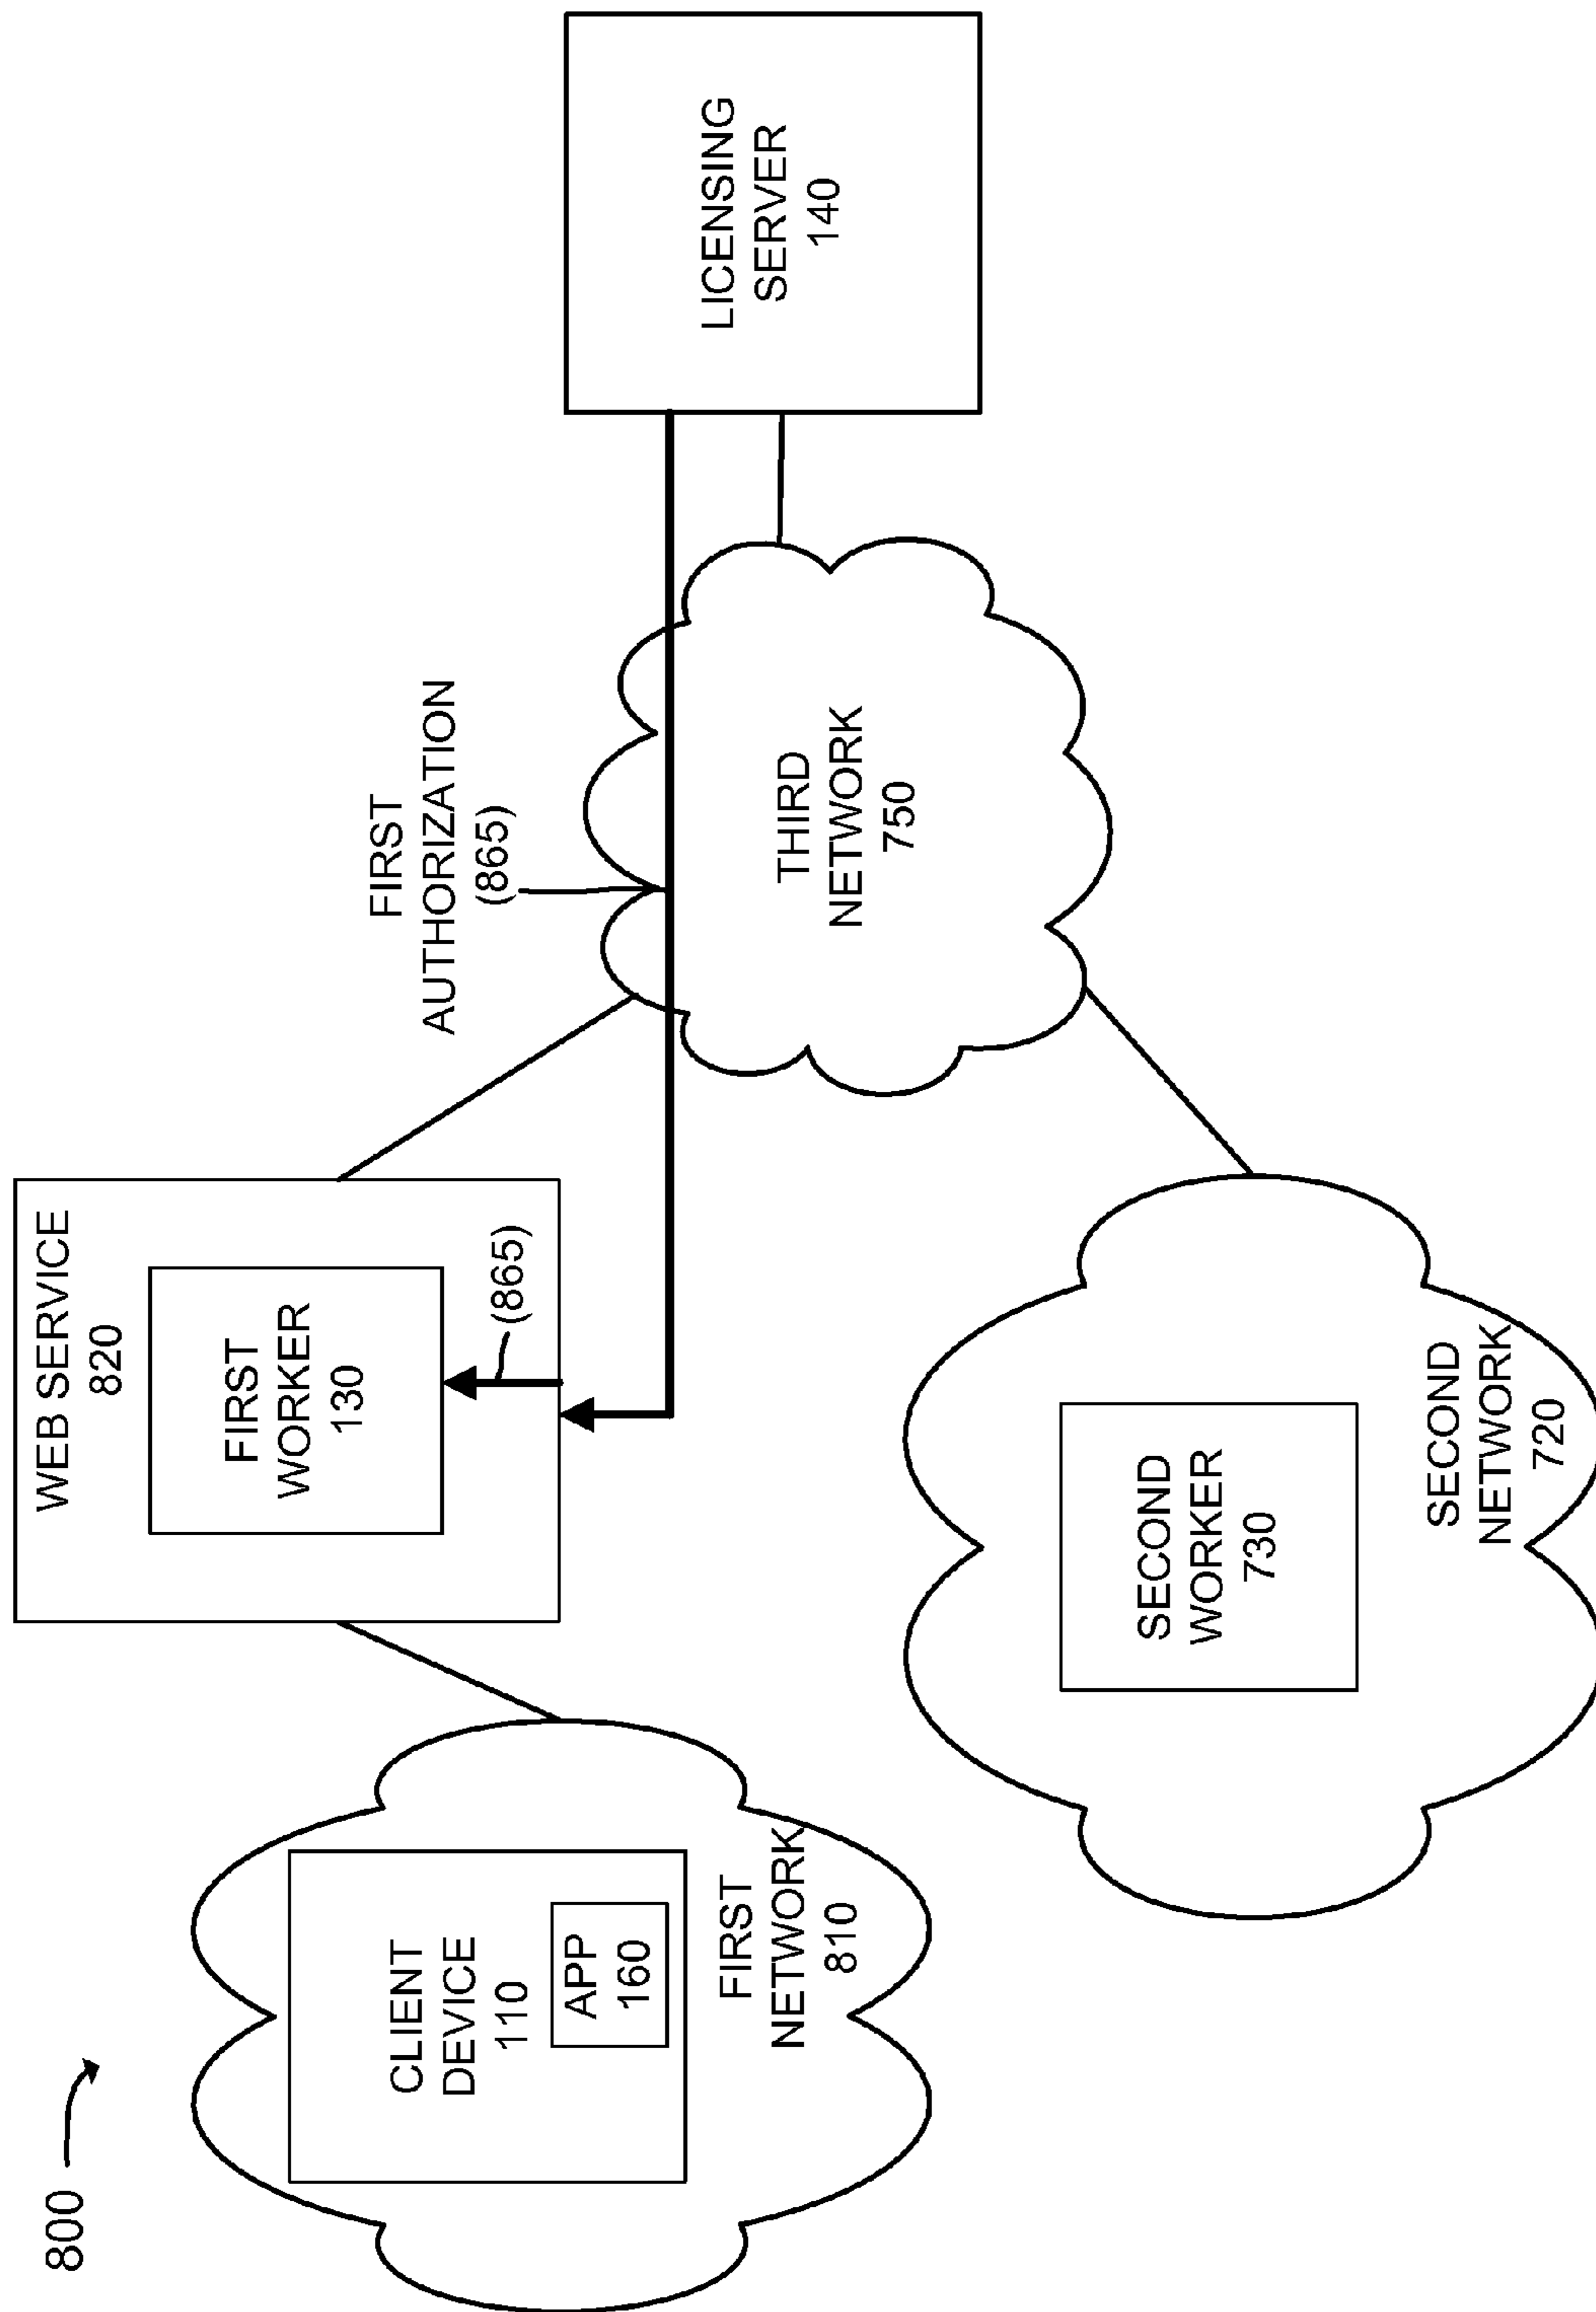 800
WEB SERVICE
820
FIRST
WORKER
130
(865)
FIRST
AUTHORIZATION
(865)
LICENSING
SERVER
140
THIRD
NETWORK
750
CLIENT
DEVICE
110
APP
160
FIRST
NETWORK
810
SECOND
WORKER
730
SECOND
NETWORK
720